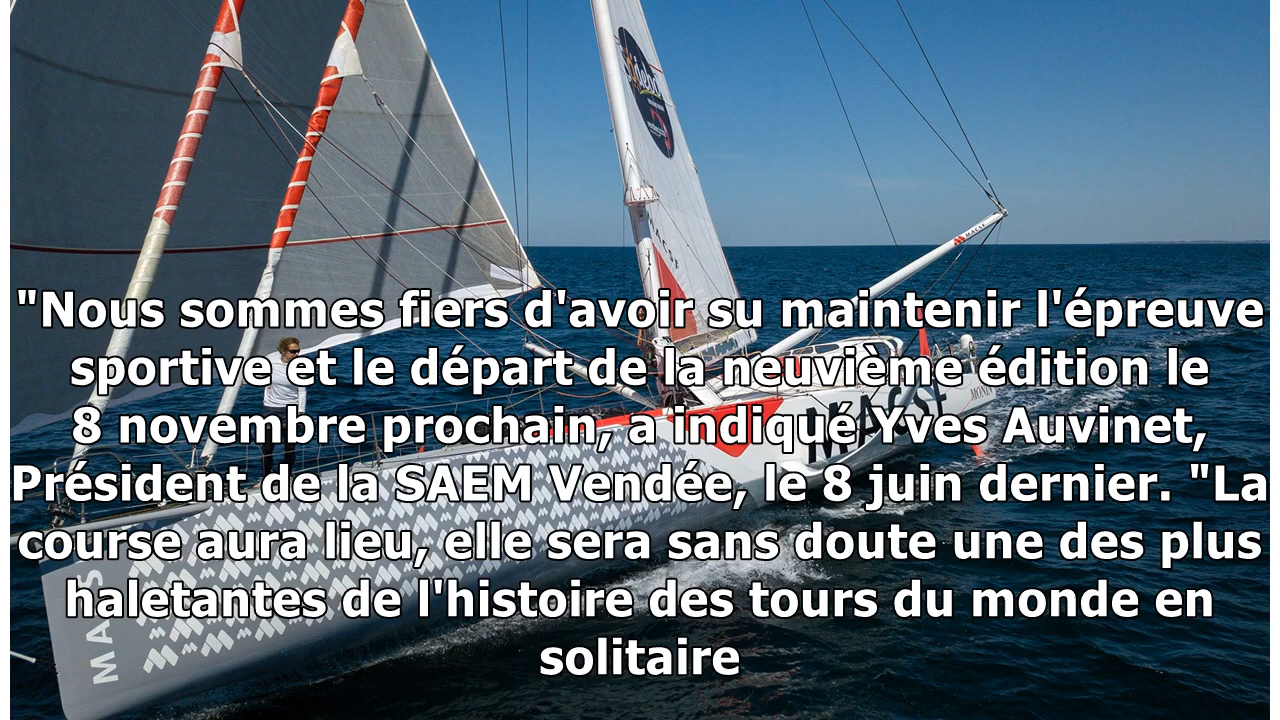 "Nous sommes fiers d'avoir su maintenir l'épreuve
sportive et le départ de la neuvième édition le
8 novembre prochain, a indiqué Yves Auvinet,
Président de la SAEM Vendée, le 8 juin dernier. "La
course aura lieu, elle sera sans doute une des plus
haletantes de l'histoire des tours du monde en
solitaire
MACSF
MACSF